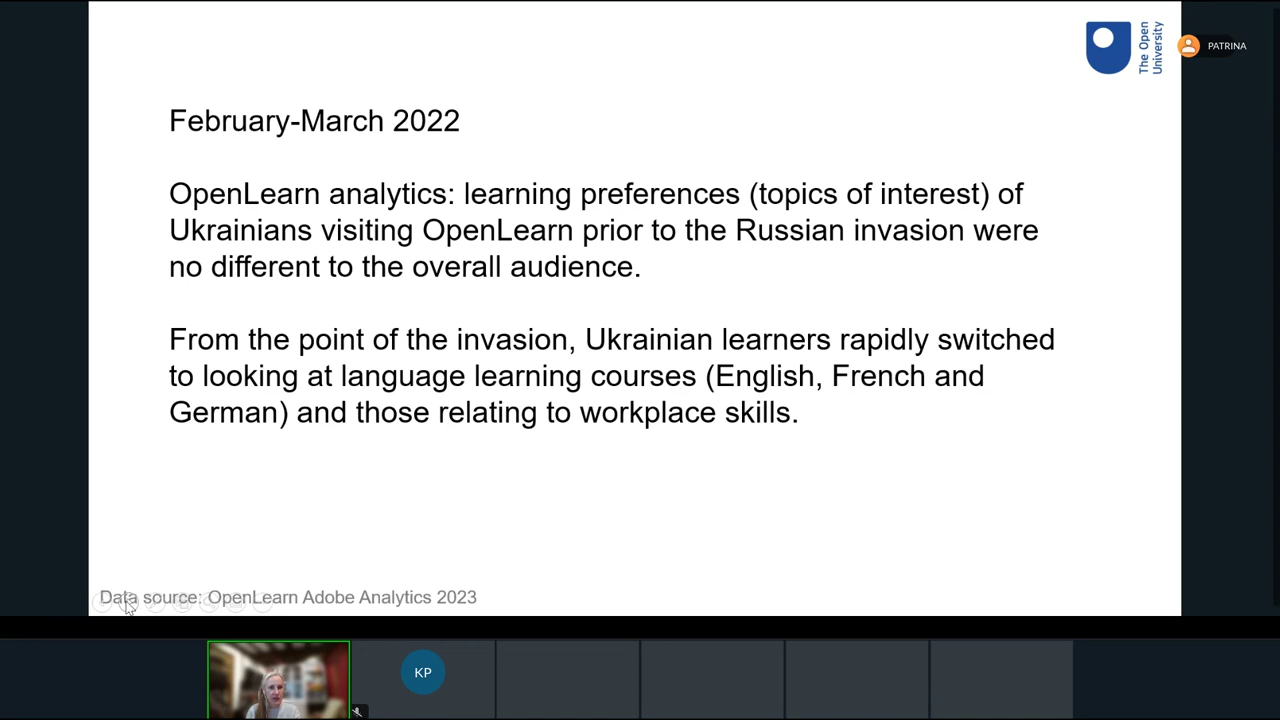 The Open
University
PATRINA
February-March 2022
OpenLearn analytics: learning preferences (topics of interest) of
Ukrainians visiting OpenLearn prior to the Russian invasion were
no different to the overall audience.
From the point of the invasion, Ukrainian learners rapidly switched
to looking at language learning courses (English, French and
German) and those relating to workplace skills.
Data source: OpenLearn Adobe Analytics 2023
KP